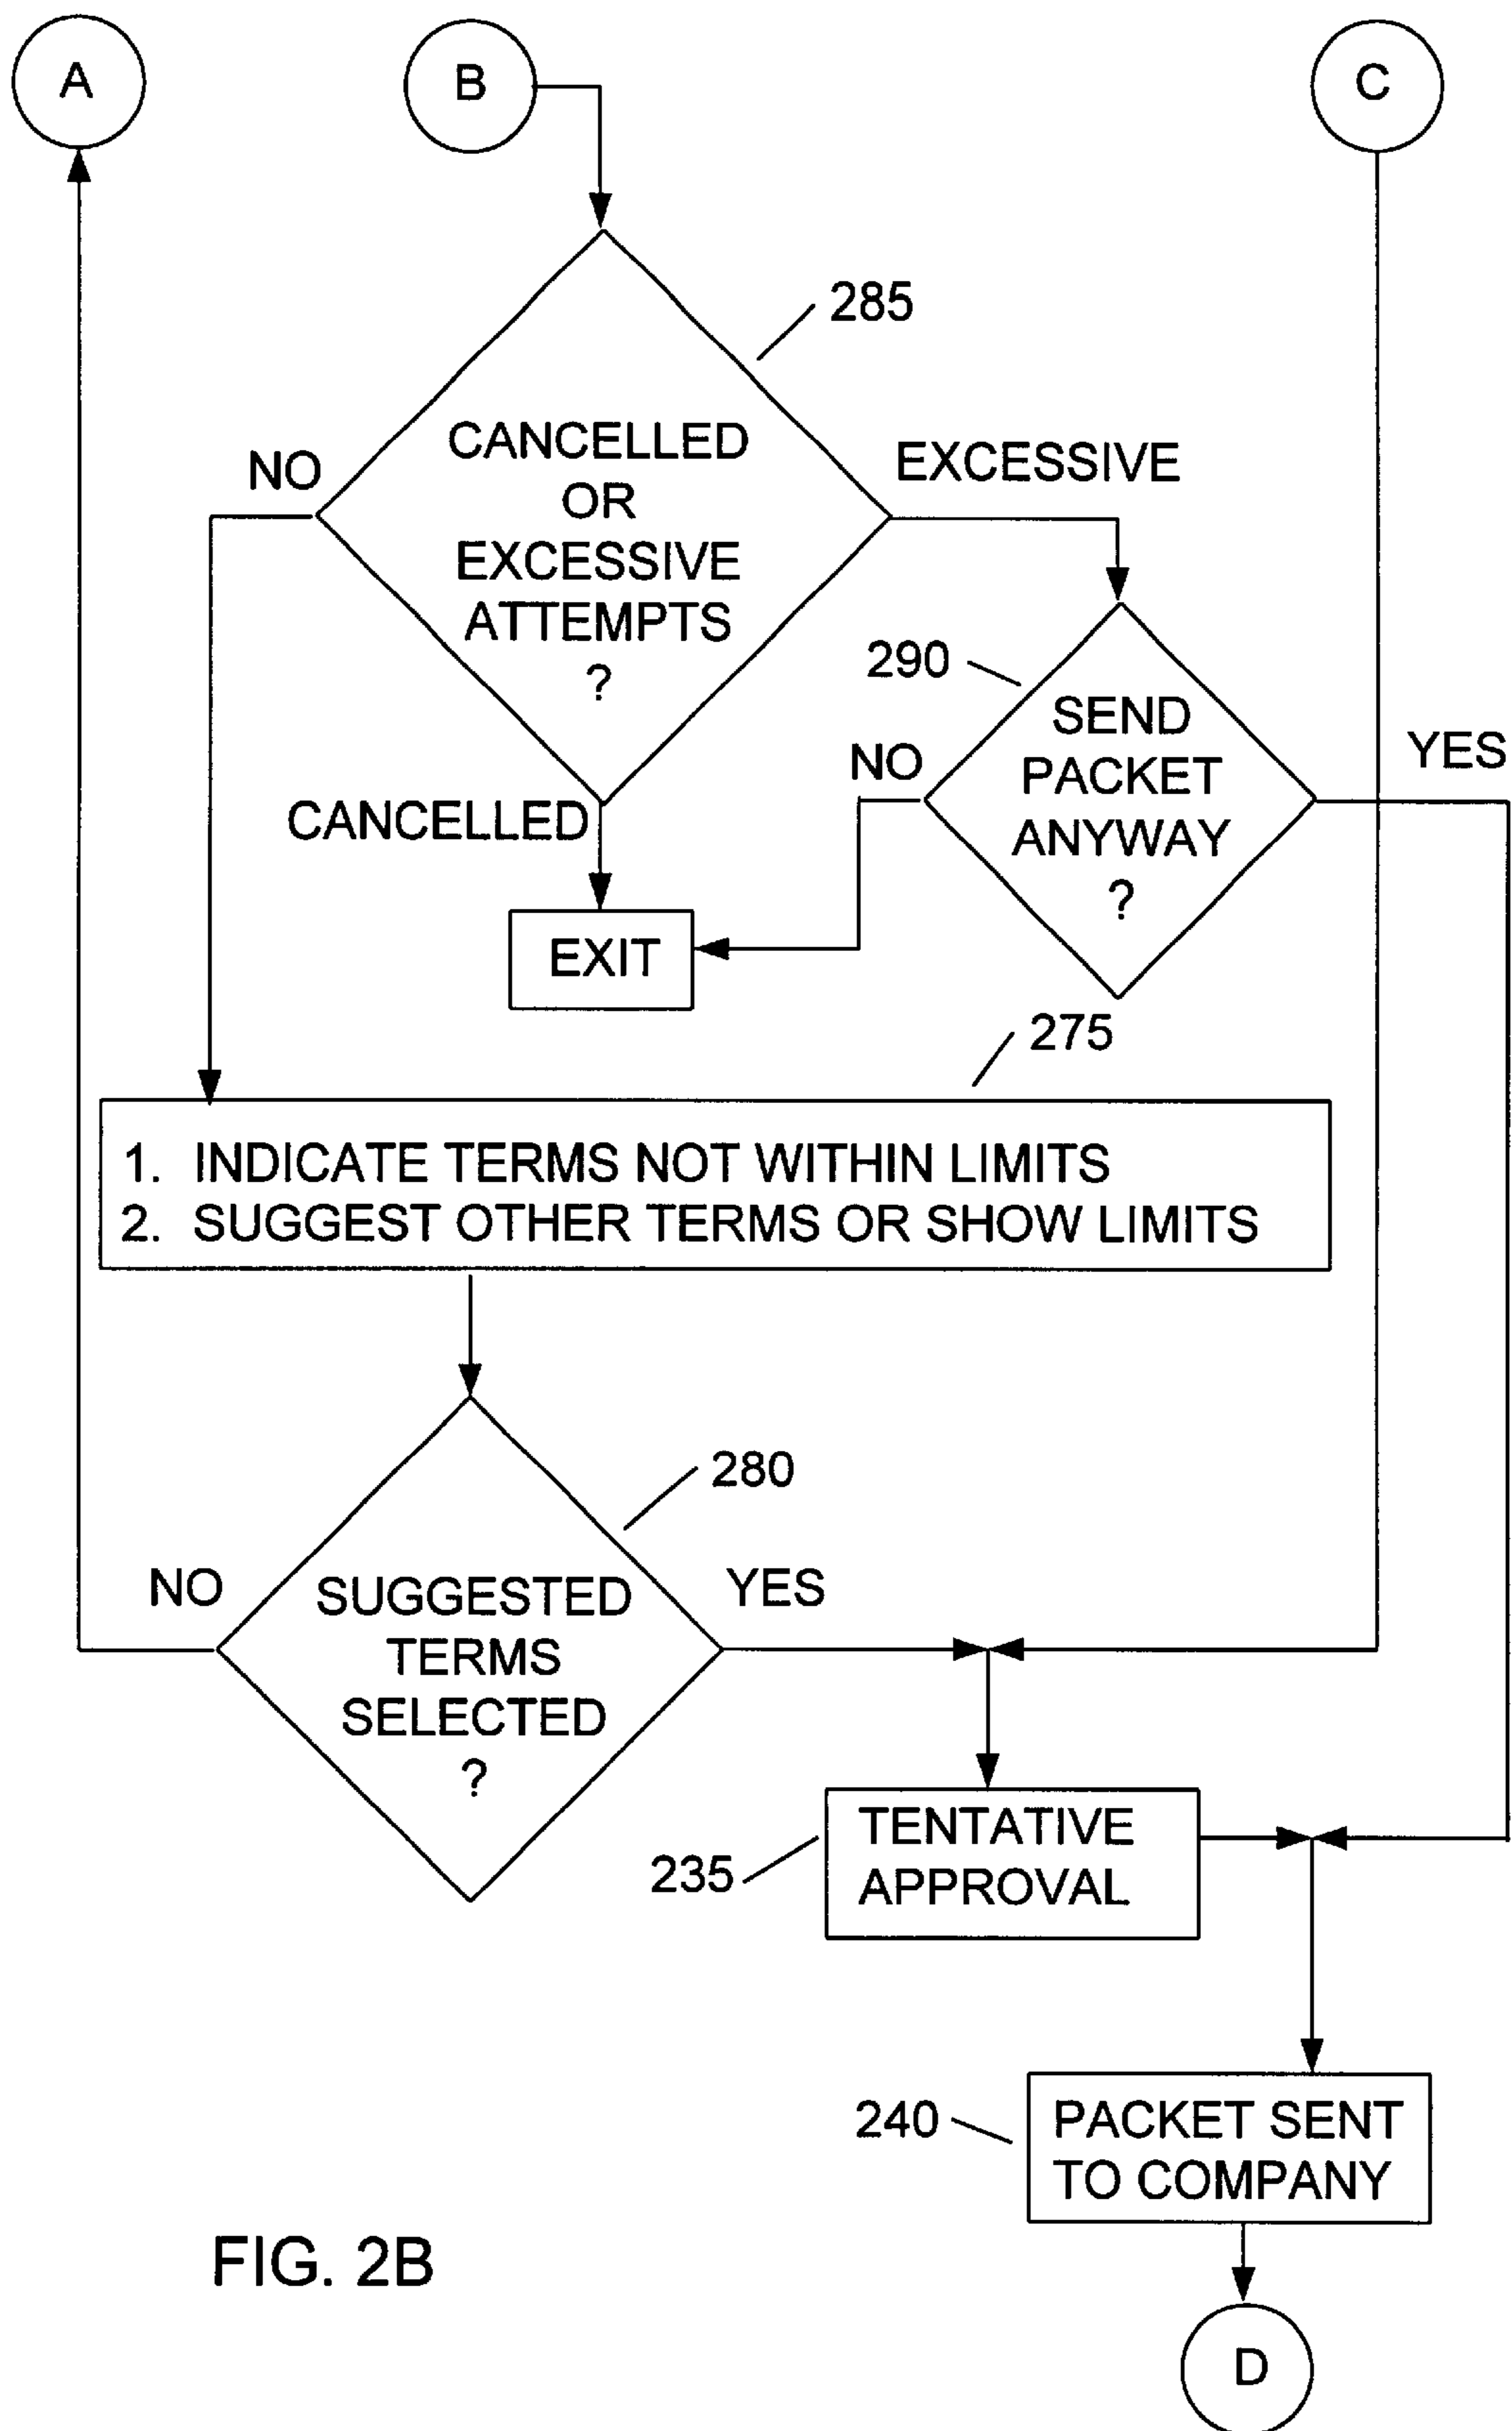 A
B
C
285
CANCELLED
OR
EXCESSIVE
ATTEMPTS
?
NO
EXCESSIVE
CANCELLED
290
SEND
PACKET
ANYWAY
?
NO
YES
EXIT
275
1. INDICATE TERMS NOT WITHIN LIMITS
2. SUGGEST OTHER TERMS OR SHOW LIMITS
280
NO
SUGGESTED
TERMS
SELECTED
?
YES
235
TENTATIVE
APPROVAL
240
PACKET SENT
TO COMPANY
FIG. 2B
D